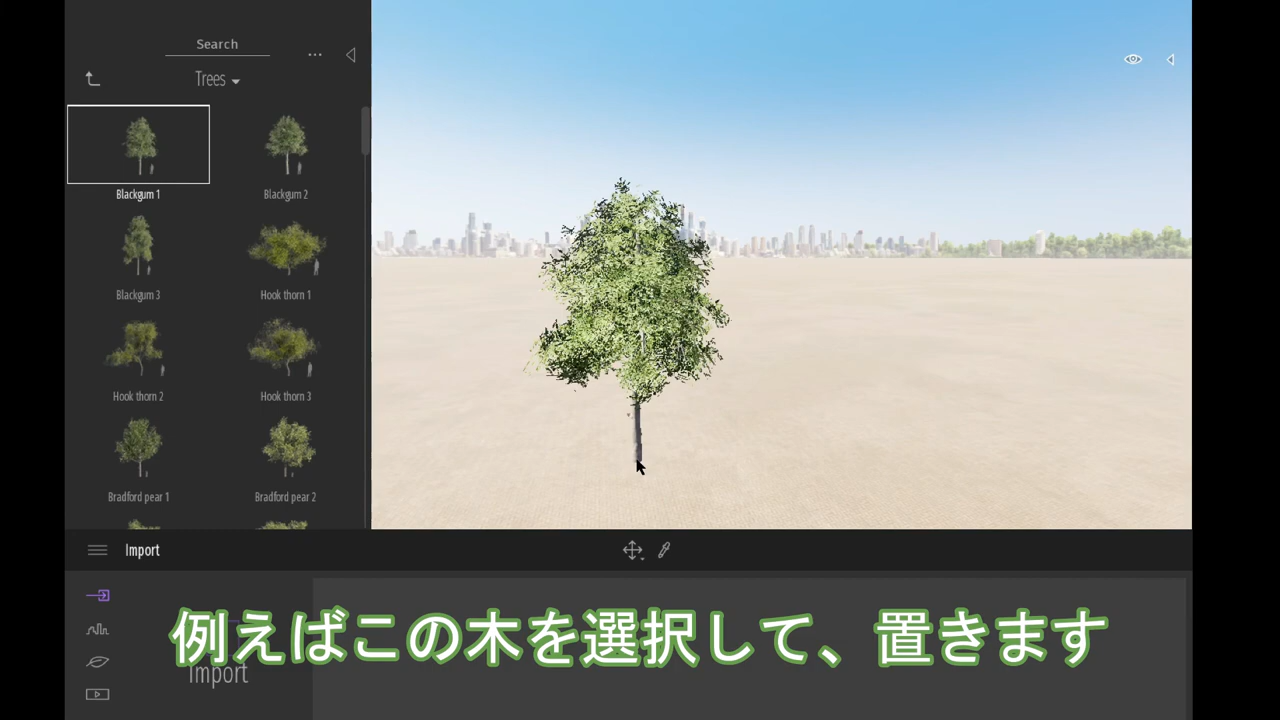 Search
Trees
Blackgum 1
Blackgum 2
Blackgum 3
Hook thorn 1
Hook thorn 2
Hook thorn 3
Bradford pear 1
Bradford pear 2
Import
例えばこの木を選択して、置きます
Import